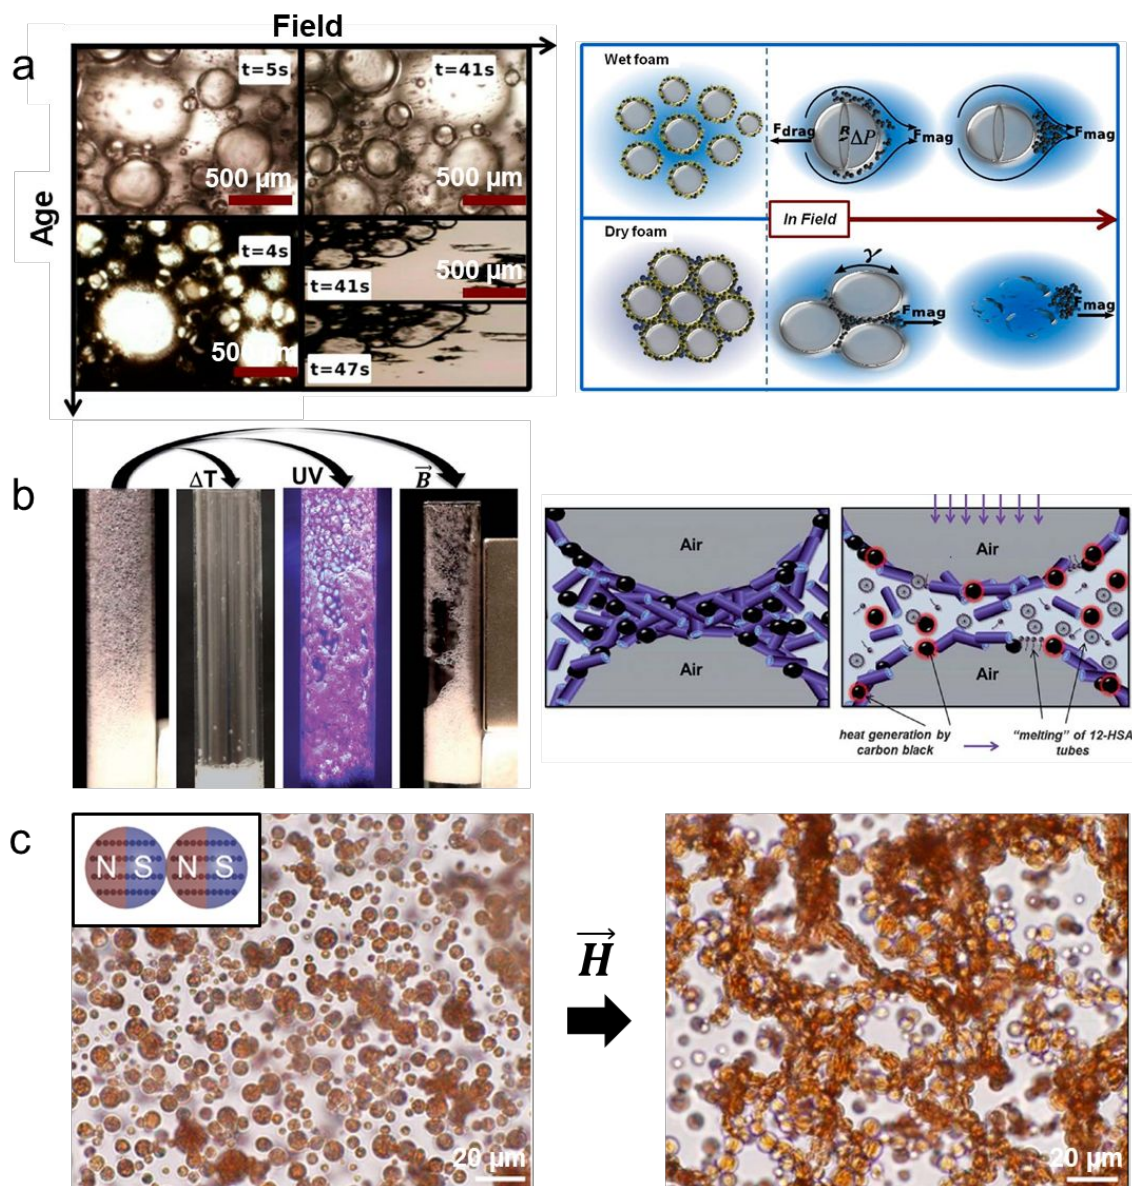 Field
a
Age
t=5s
500 µm
t=41s
500 µm
t=4s
500 µm
t=41s
500 µm
t=47s
Wet foam
Fdrag
R
ΔP
Fmag
Fmag
In Field
Dry foam
γ
Fmag
Fmag
b
ΔT
UV
B
Air
Air
Air
Air
heat generation by
carbon black
"melting" of 12-HSA
tubes
c
N S N S
20 µm
H
20 µm